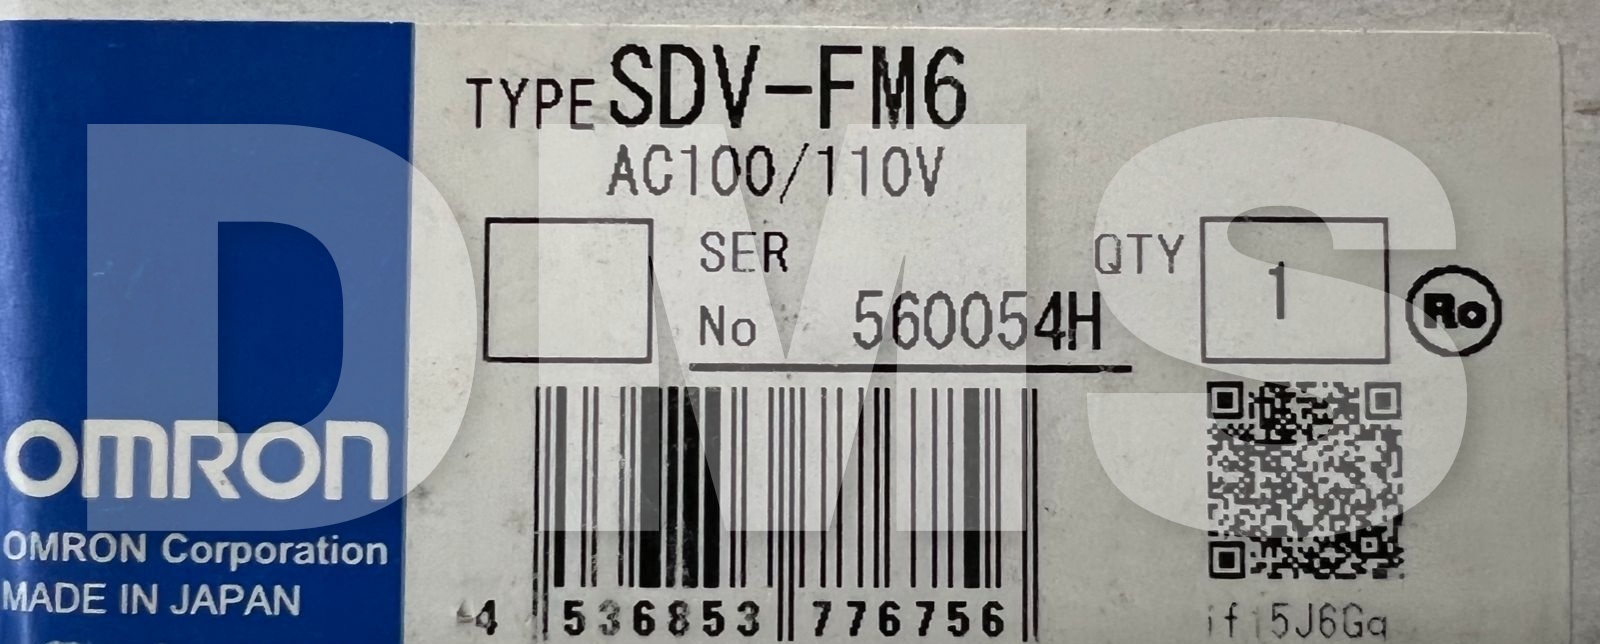 TYPE SDV-FM6
AC100/110V
SER
No 560054H
QTY 1
Ro
OMRON
OMRON Corporation
MADE IN JAPAN
4 536853 776756
DMS